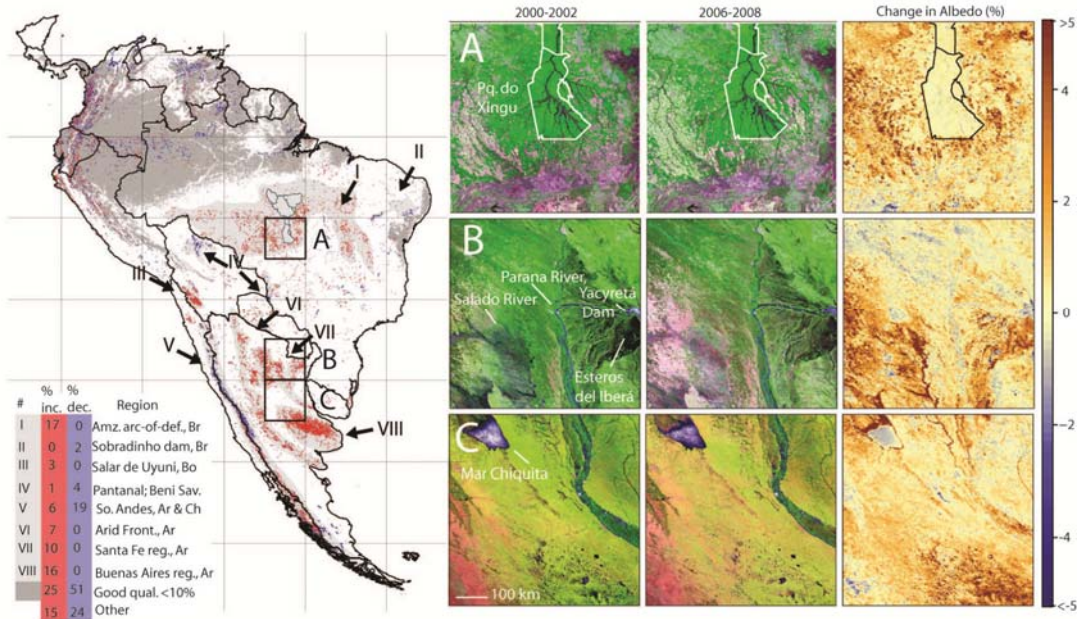 2000-2002
2006-2008
Change in Albedo (%)
A
Pq. do
Xingu
B
Parana River,
Salado River
Yacyretá
Dam
Esteros
del Iberá
C
Mar Chiquita
100 km
>5
4
2
0
-2
-4
<-5
I
II
III
IV
V
VI
VII
VIII
A
B
C
# % inc. % dec. Region
I 17 0 Amz. arc-of-def., Br
II 0 2 Sobradinho dam, Br
III 3 0 Salar de Uyuni, Bo
IV 1 4 Pantanal; Beni Sav.
V 6 19 So. Andes, Ar & Ch
VI 7 0 Arid Front., Ar
VII 10 0 Santa Fe reg., Ar
VIII 16 0 Buenas Aires reg., Ar
25 51 Good qual. <10%
15 24 Other